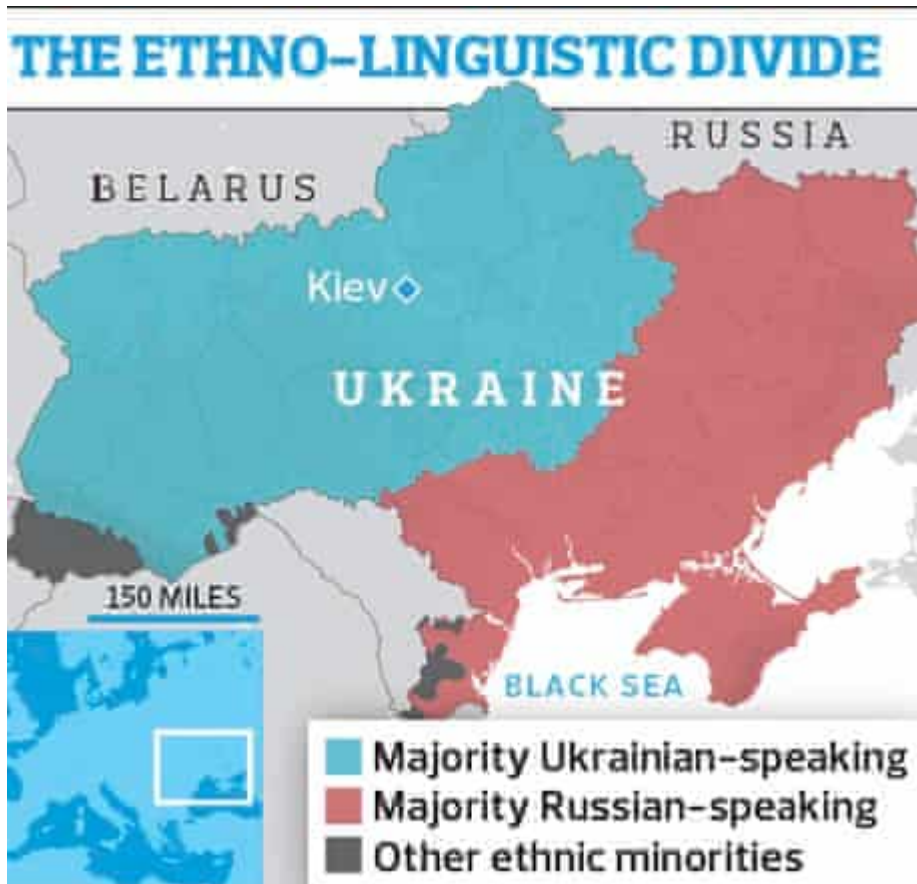 THE ETHNO-LINGUISTIC DIVIDE
RUSSIA
BELARUS
Kiev
UKRAINE
150 MILES
BLACK SEA
Majority Ukrainian-speaking
Majority Russian-speaking
Other ethnic minorities